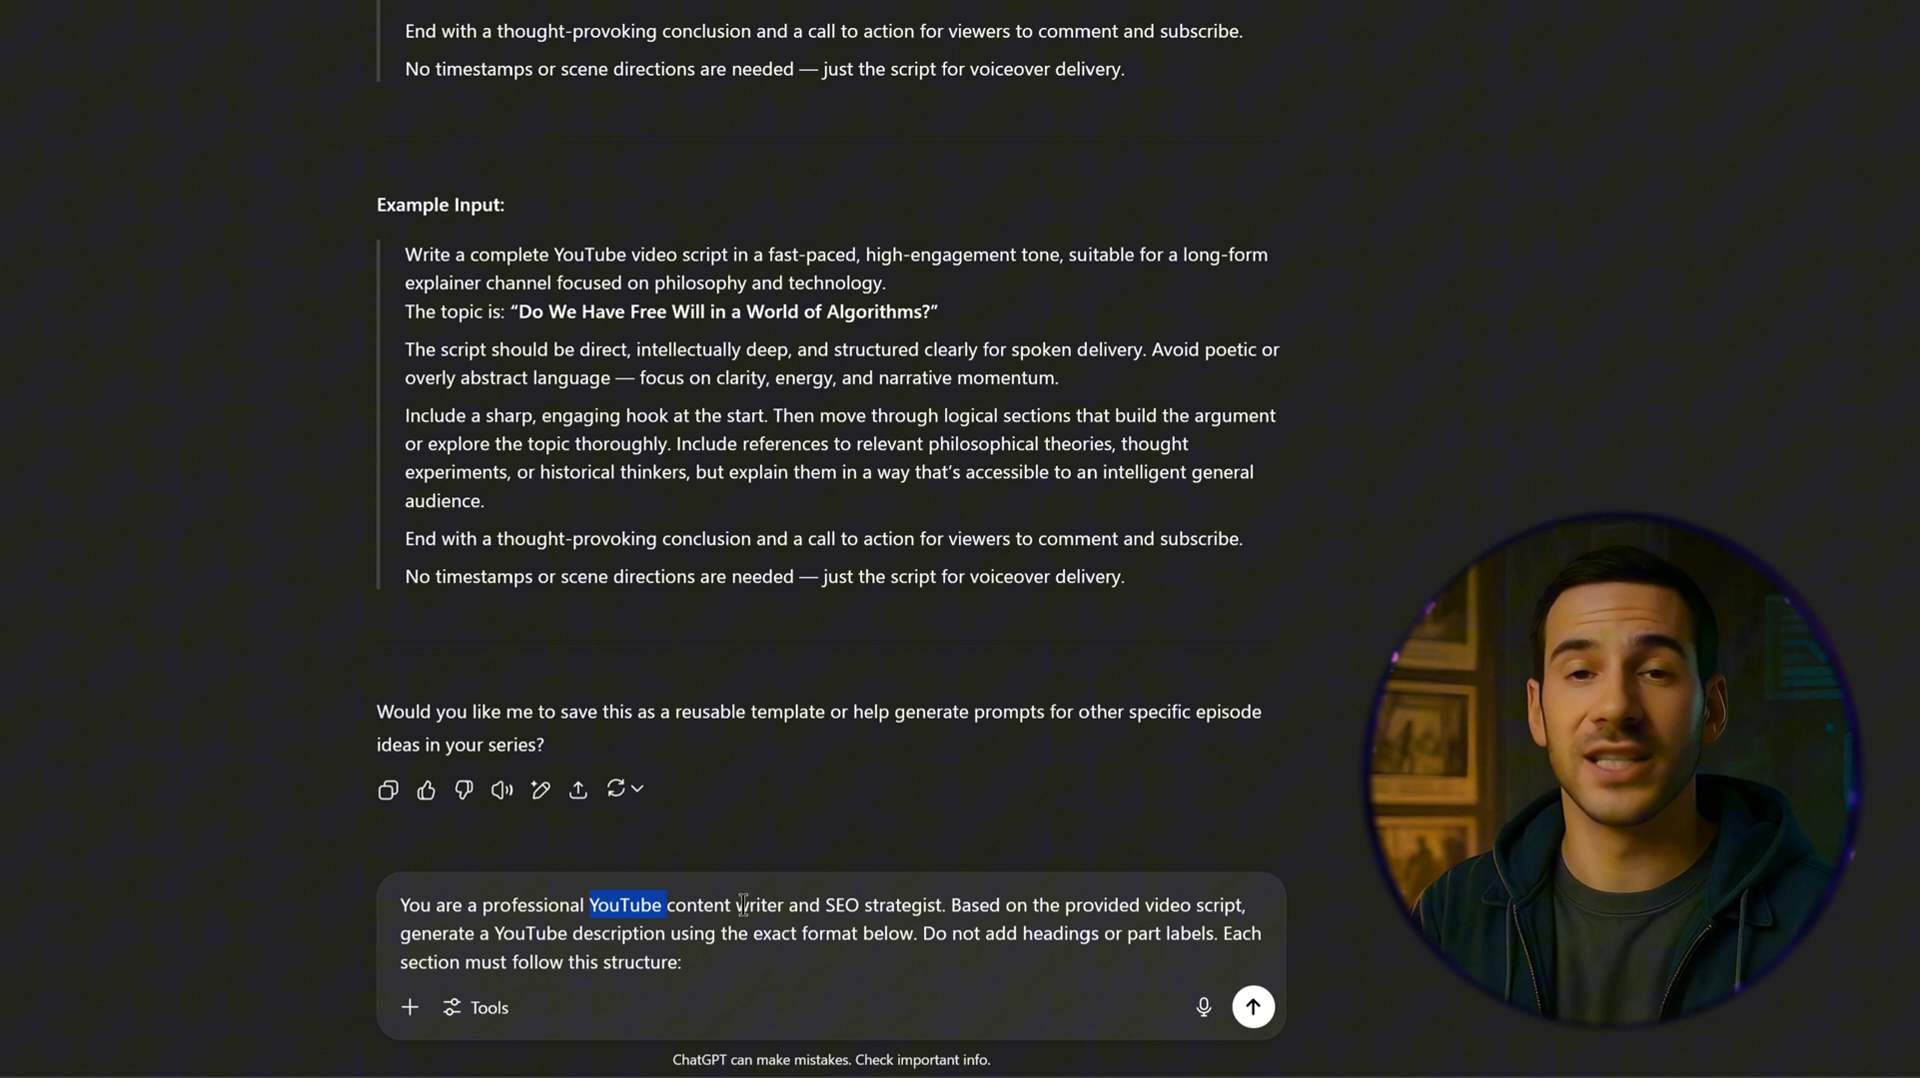 End with a thought-provoking conclusion and a call to action for viewers to comment and subscribe.
No timestamps or scene directions are needed — just the script for voiceover delivery.
Example Input:
Write a complete YouTube video script in a fast-paced, high-engagement tone, suitable for a long-form
explainer channel focused on philosophy and technology.
The topic is: “Do We Have Free Will in a World of Algorithms?”
The script should be direct, intellectually deep, and structured clearly for spoken delivery. Avoid poetic or
overly abstract language — focus on clarity, energy, and narrative momentum.
Include a sharp, engaging hook at the start. Then move through logical sections that build the argument
or explore the topic thoroughly. Include references to relevant philosophical theories, thought
experiments, or historical thinkers, but explain them in a way that’s accessible to an intelligent general
audience.
End with a thought-provoking conclusion and a call to action for viewers to comment and subscribe.
No timestamps or scene directions are needed — just the script for voiceover delivery.
Would you like me to save this as a reusable template or help generate prompts for other specific episode
ideas in your series?
You are a professional YouTube content writer and SEO strategist. Based on the provided video script,
generate a YouTube description using the exact format below. Do not add headings or part labels. Each
section must follow this structure:
Tools
ChatGPT can make mistakes. Check important info.